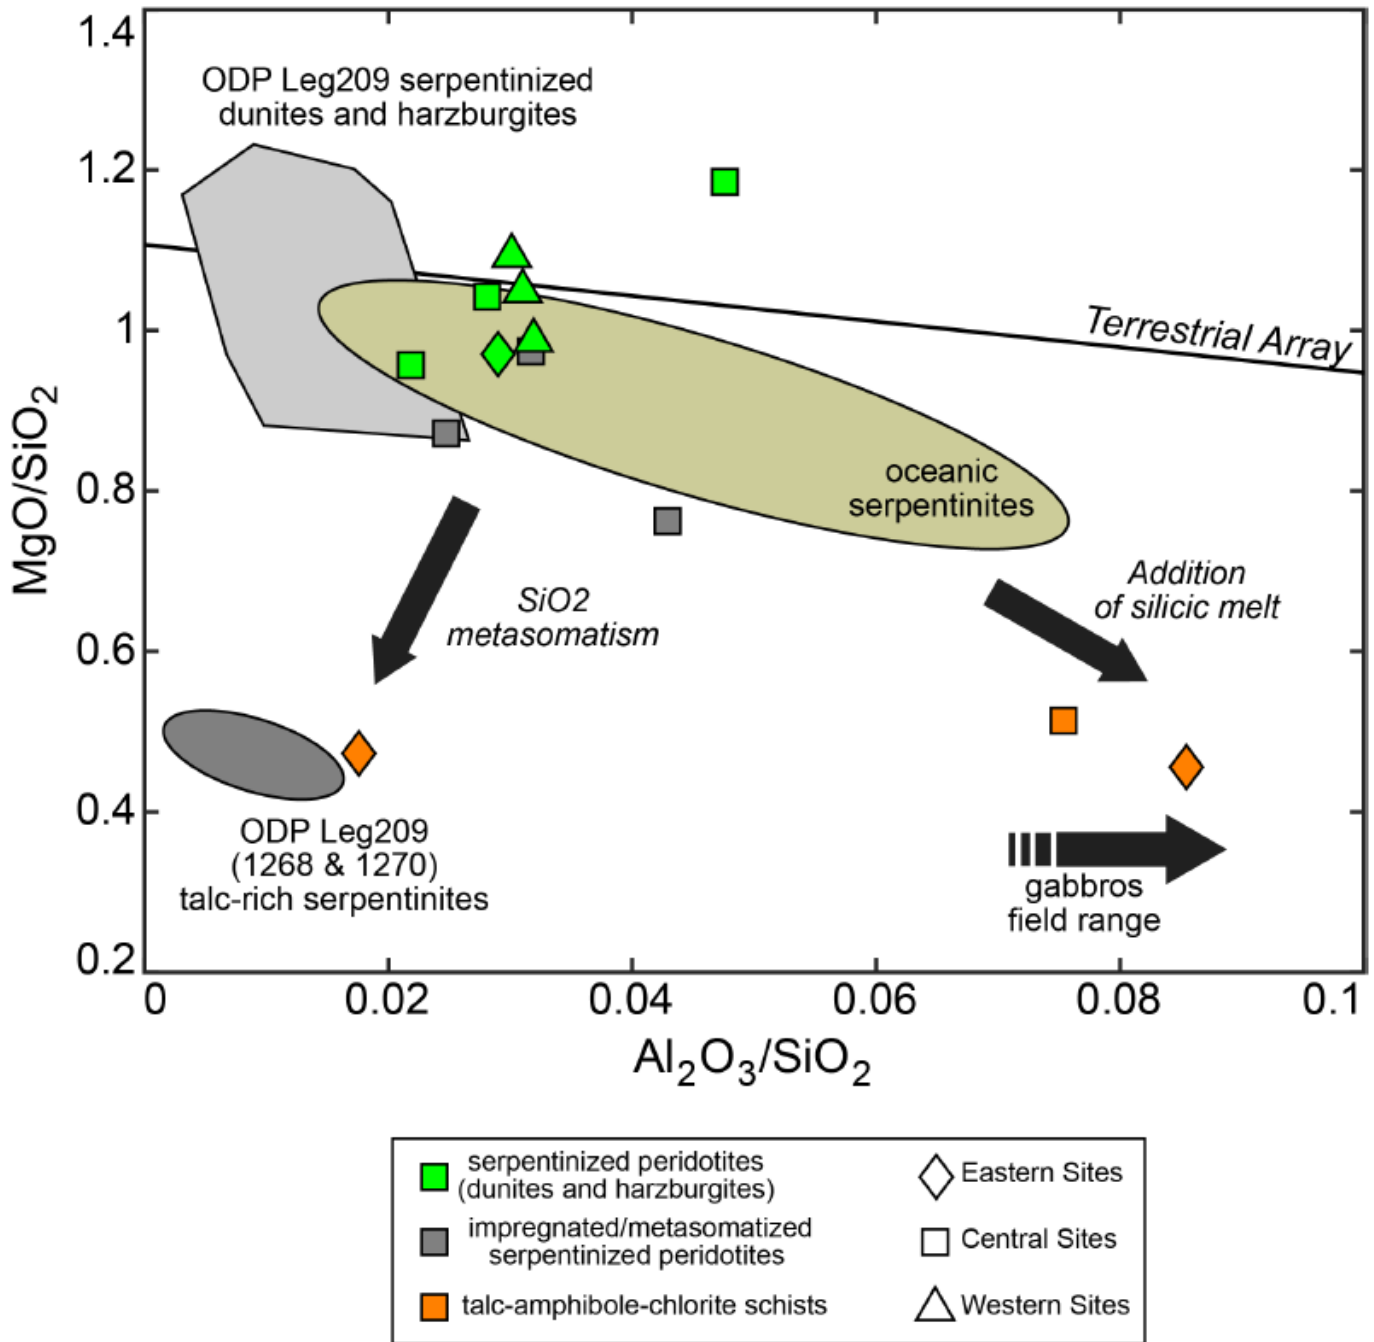 1.4
ODP Leg209 serpentinized
dunites and harzburgites
1.2
Terrestrial Array
1
MgO/SiO2
oceanic
serpentinites
0.8
Addition
of silicic melt
SiO2
metasomatism
0.6
0.4
ODP Leg209
(1268 & 1270)
talc-rich serpentinites
gabbros
field range
0.2
0 0.02 0.04 0.06 0.08 0.1
Al2O3/SiO2
serpentinized peridotites
(dunites and harzburgites)
Eastern Sites
impregnated/metasomatized
serpentinized peridotites
Central Sites
talc-amphibole-chlorite schists
Western Sites